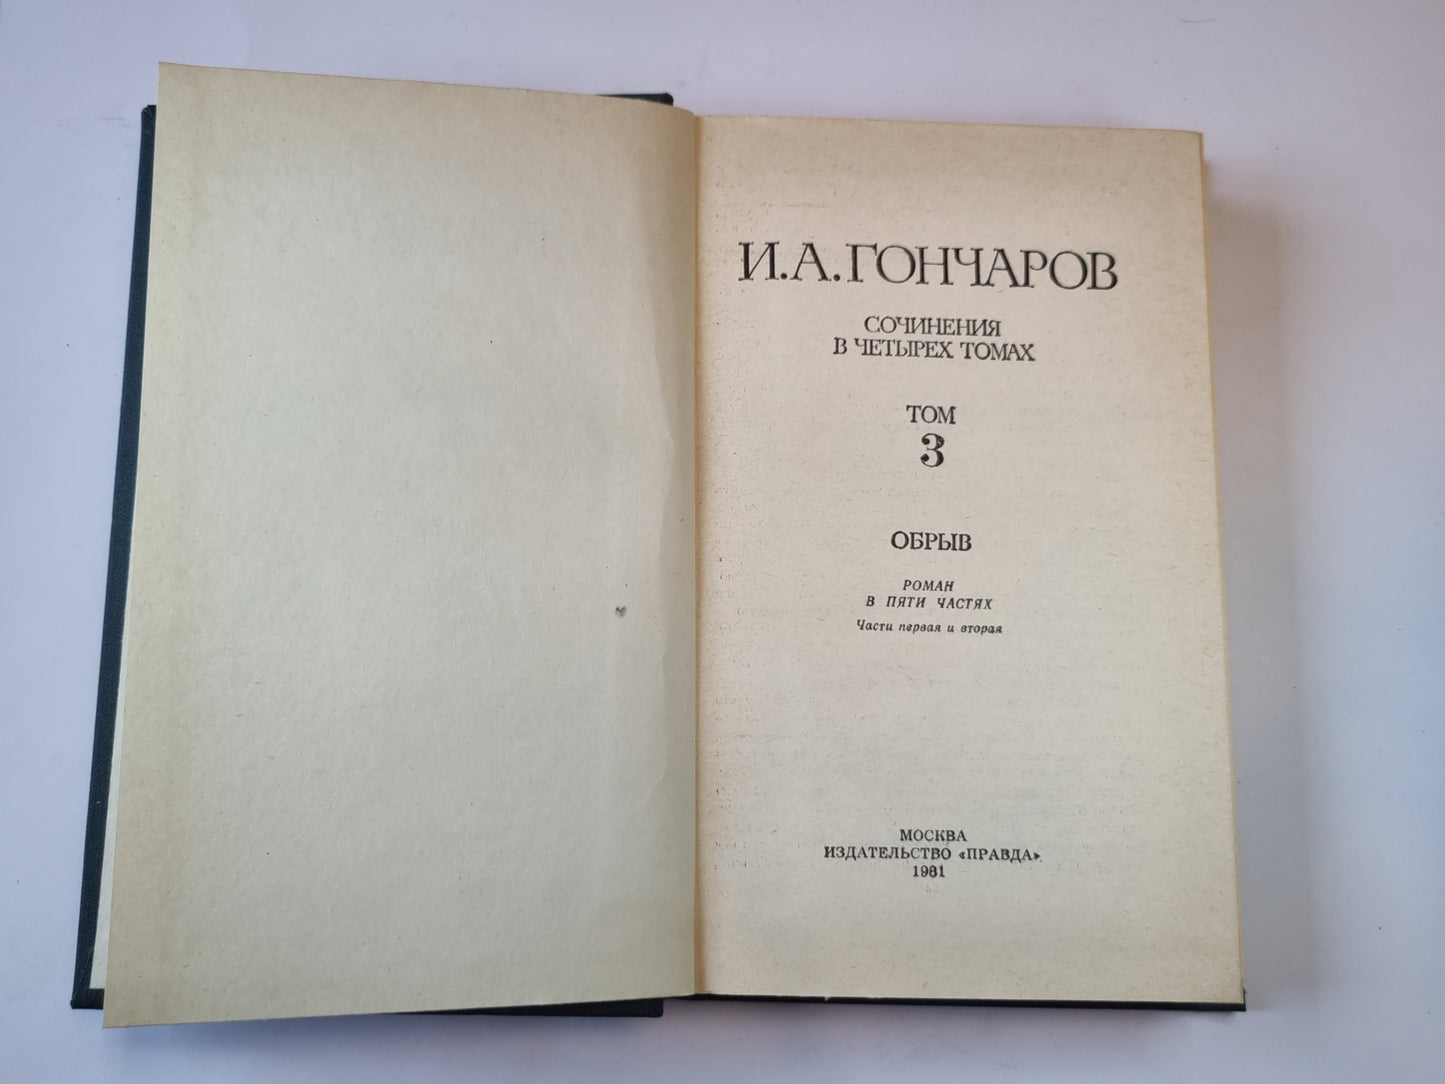 И.А.ГОНЧАРОВ
СОЧИНЕНИЯ
В ЧЕТЫРЕХ ТОМАХ
ТОМ
3
ОБРЫВ
РОМАН
В ПЯТИ ЧАСТЯХ
Части первая и вторая
МОСКВА
ИЗДАТЕЛЬСТВО «ПРАВДА»
1981